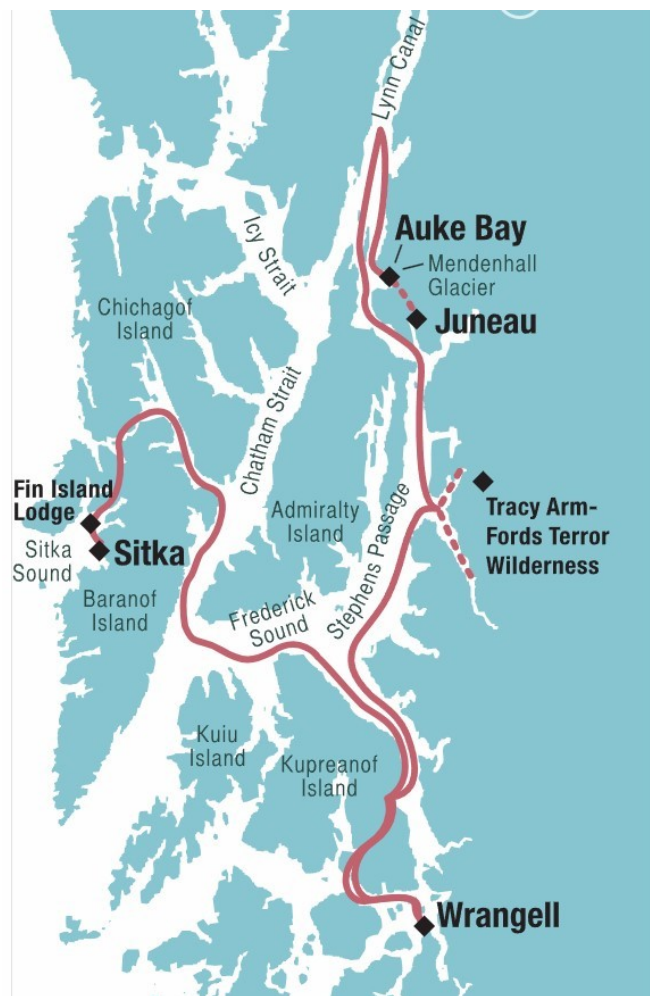 Lynn Canal
Auke Bay
Mendenhall
Glacier
Juneau
Icy Strait
Chichagof
Island
Chatham Strait
Fin Island
Lodge
Sitka
Sitka
Sound
Baranof
Island
Admiralty
Island
Stephens Passage
Tracy Arm-
Fords Terror
Wilderness
Frederick
Sound
Kuiu
Island
Kupreanof
Island
Wrangell